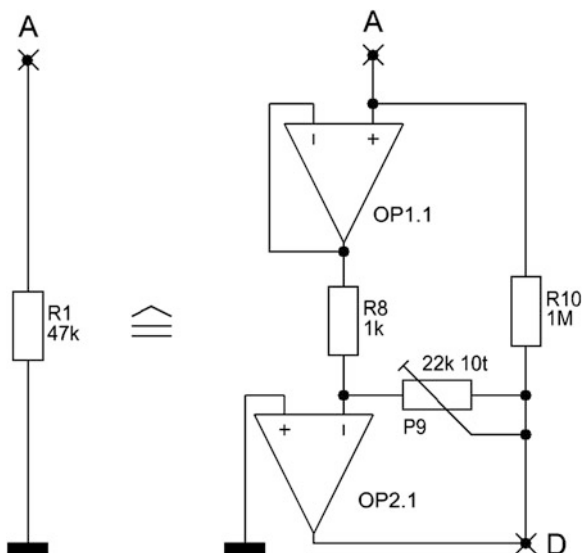 A
A
− +
OP1.1
R1
47k
R8
1k
R10
1M
22k 10t
P9
+ −
OP2.1
D